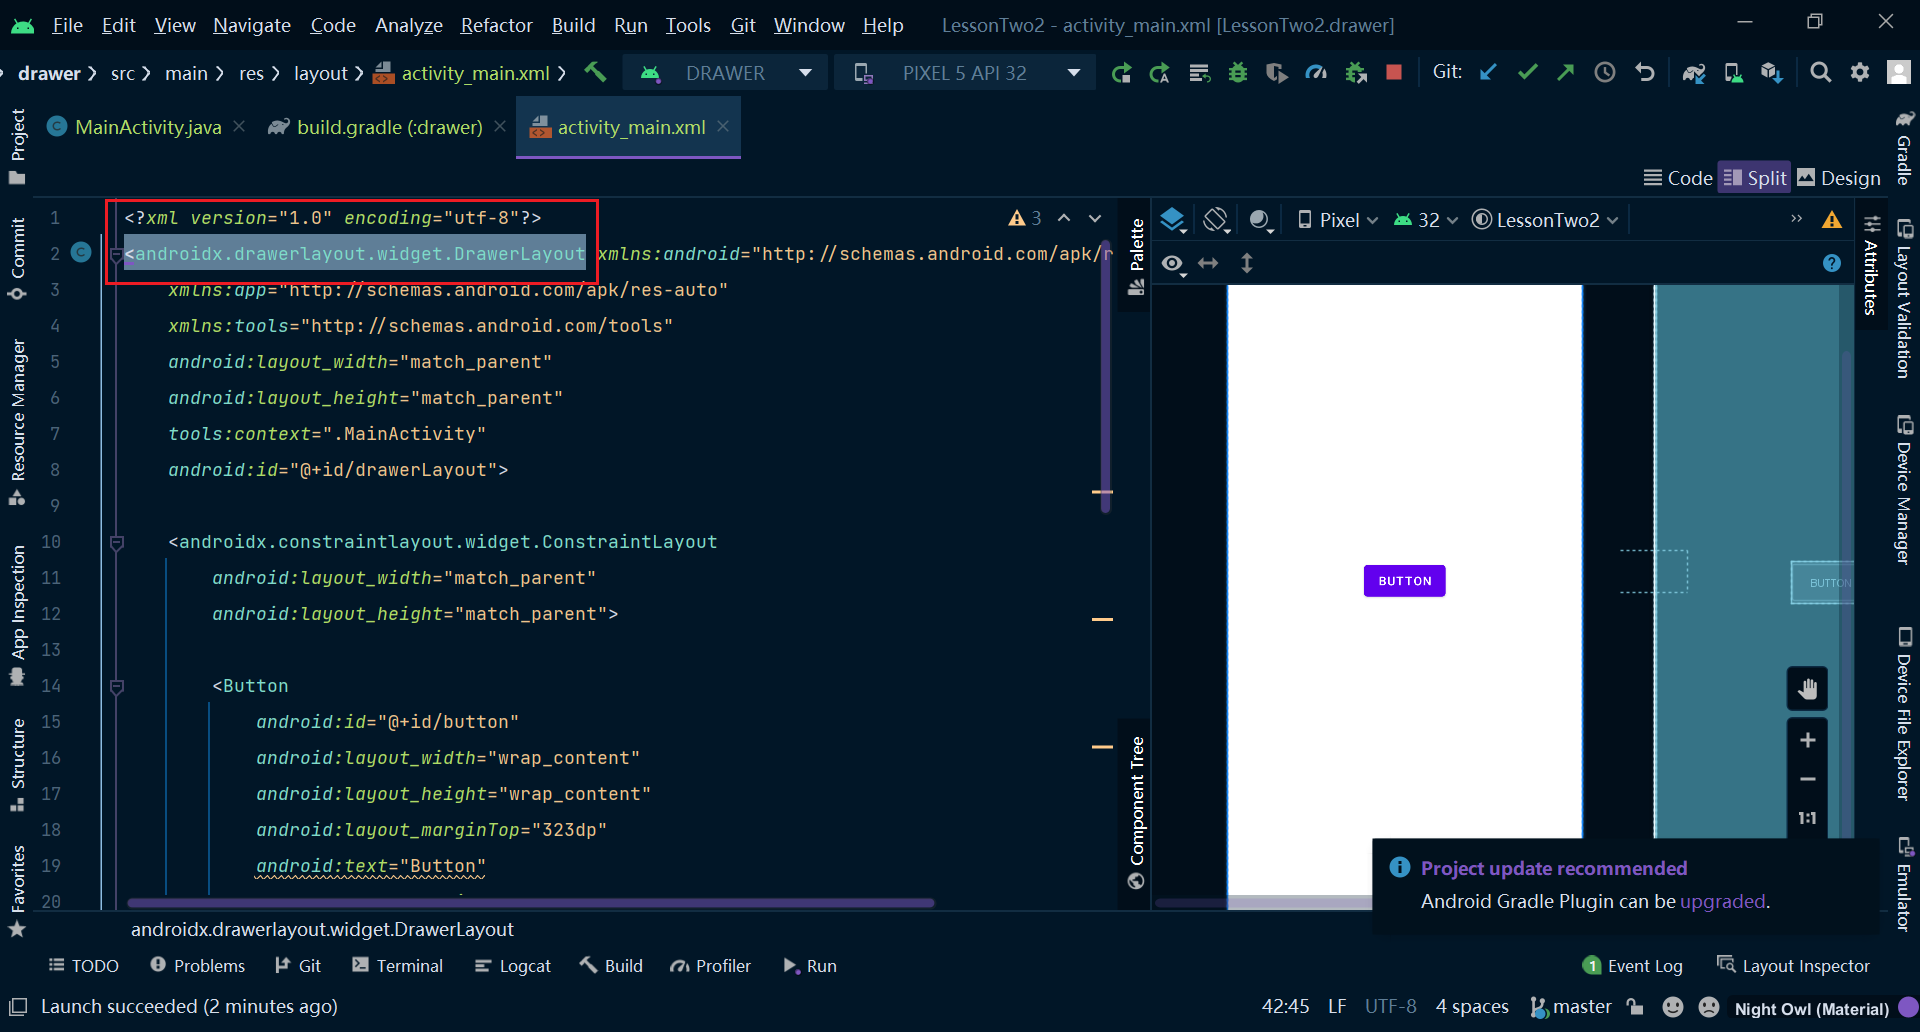 File Edit View Navigate Code Analyze Refactor Build Run Tools Git Window Help LessonTwo2 - activity_main.xml [LessonTwo2.drawer]
drawer src main res layout activity_main.xml DRAWER PIXEL 5 API 32 Git:
MainActivity.java build.gradle (:drawer) activity_main.xml
Code Split Design
Project
Commit
Resource Manager
App Inspection
Structure
Favorites
1 <?xml version="1.0" encoding="utf-8"?>
2 <androidx.drawerlayout.widget.DrawerLayout xmlns:android="http://schemas.android.com/apk/r
3 xmlns:app="http://schemas.android.com/apk/res-auto"
4 xmlns:tools="http://schemas.android.com/tools"
5 android:layout_width="match_parent"
6 android:layout_height="match_parent"
7 tools:context=".MainActivity"
8 android:id="@+id/drawerLayout">
9
10 <androidx.constraintlayout.widget.ConstraintLayout
11 android:layout_width="match_parent"
12 android:layout_height="match_parent">
13
14 <Button
15 android:id="@+id/button"
16 android:layout_width="wrap_content"
17 android:layout_height="wrap_content"
18 android:layout_marginTop="323dp"
19 android:text="Button"
20
3
Palette
Component Tree
Pixel 32 LessonTwo2
BUTTON
BUTTON
1:1
Attributes
Gradle
Layout Validation
Device Manager
Device File Explorer
Emulator
Project update recommended
Android Gradle Plugin can be upgraded.
androidx.drawerlayout.widget.DrawerLayout
TODO Problems Git Terminal Logcat Build Profiler Run 1 Event Log Layout Inspector
Launch succeeded (2 minutes ago) 42:45 LF UTF-8 4 spaces master Night Owl (Material)